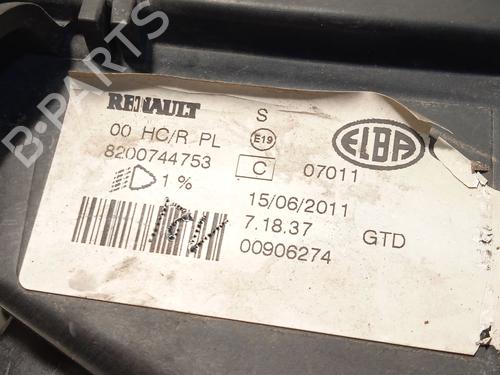 B-PARTS
RENAULT S
00 HC/R PL E19 ELBA
8200744753 C 07011
1 % 15/06/2011
7.18.37 GTD
00906274